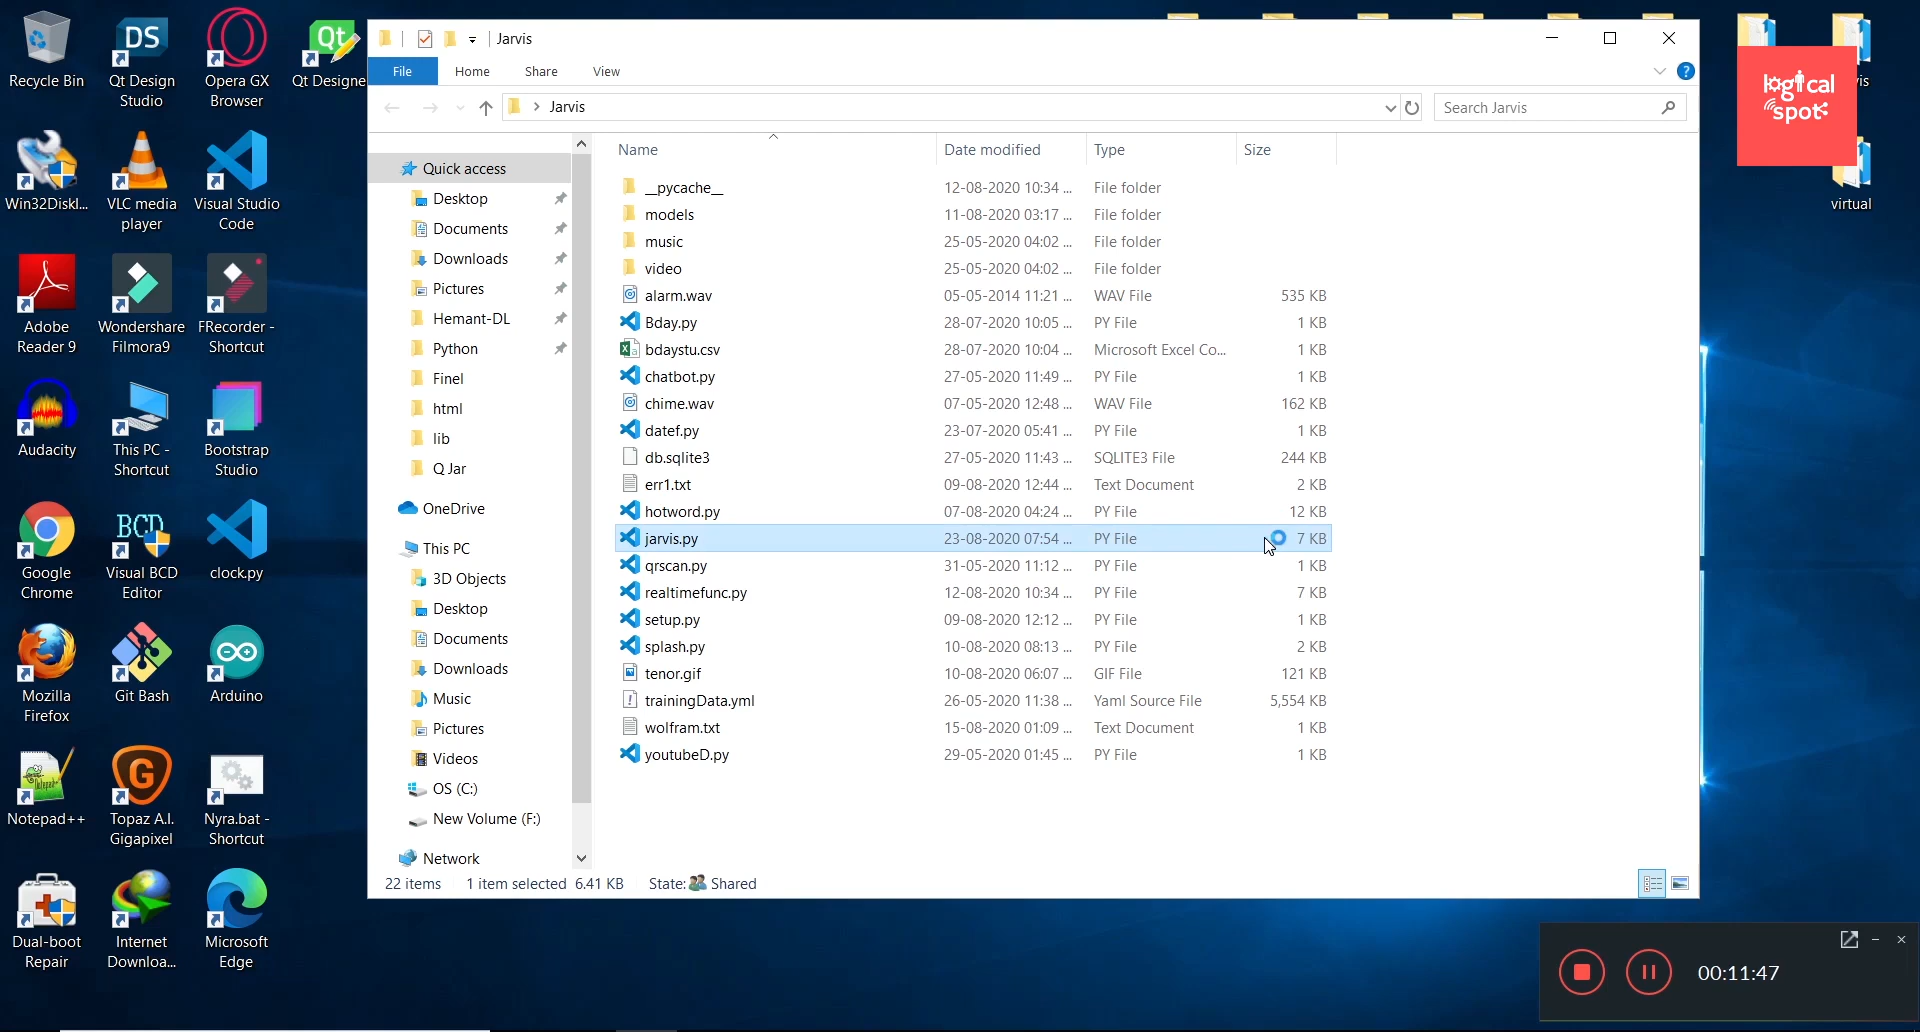 Recycle Bin
Qt Design
Studio
Opera GX
Browser
Qt Designe
Win32DiskI...
VLC media
player
Visual Studio
Code
Adobe
Reader 9
Wondershare
Filmora9
FRecorder -
Shortcut
Audacity
This PC -
Shortcut
Bootstrap
Studio
Google
Chrome
BCD
Visual BCD
Editor
clock.py
Mozilla
Firefox
Git Bash
Arduino
Notepad++
Topaz A.I.
Gigapixel
Nyra.bat -
Shortcut
Dual-boot
Repair
Internet
Downloa...
Microsoft
Edge
Jarvis
File Home Share View
Jarvis
Search Jarvis
Quick access
Desktop
Documents
Downloads
Pictures
Hemant-DL
Python
Finel
html
lib
Q Jar
OneDrive
This PC
3D Objects
Desktop
Documents
Downloads
Music
Pictures
Videos
OS (C:)
New Volume (F:)
Network
Name Date modified Type Size
__pycache__ 12-08-2020 10:34 ... File folder
models 11-08-2020 03:17 ... File folder
music 25-05-2020 04:02 ... File folder
video 25-05-2020 04:02 ... File folder
alarm.wav 05-05-2014 11:21 ... WAV File 535 KB
Bday.py 28-07-2020 10:05 ... PY File 1 KB
bdaystu.csv 28-07-2020 10:04 ... Microsoft Excel Co... 1 KB
chatbot.py 27-05-2020 11:49 ... PY File 1 KB
chime.wav 07-05-2020 12:48 ... WAV File 162 KB
datef.py 23-07-2020 05:41 ... PY File 1 KB
db.sqlite3 27-05-2020 11:43 ... SQLITE3 File 244 KB
err1.txt 09-08-2020 12:44 ... Text Document 2 KB
hotword.py 07-08-2020 04:24 ... PY File 12 KB
jarvis.py 23-08-2020 07:54 ... PY File 7 KB
qrscan.py 31-05-2020 11:12 ... PY File 1 KB
realtimefunc.py 12-08-2020 10:34 ... PY File 7 KB
setup.py 09-08-2020 12:12 ... PY File 1 KB
splash.py 10-08-2020 08:13 ... PY File 2 KB
tenor.gif 10-08-2020 06:07 ... GIF File 121 KB
trainingData.yml 26-05-2020 11:38 ... Yaml Source File 5,554 KB
wolfram.txt 15-08-2020 01:09 ... Text Document 1 KB
youtubeD.py 29-05-2020 01:45 ... PY File 1 KB
22 items 1 item selected 6.41 KB State: Shared
logical
spot
vis
virtual
00:11:47